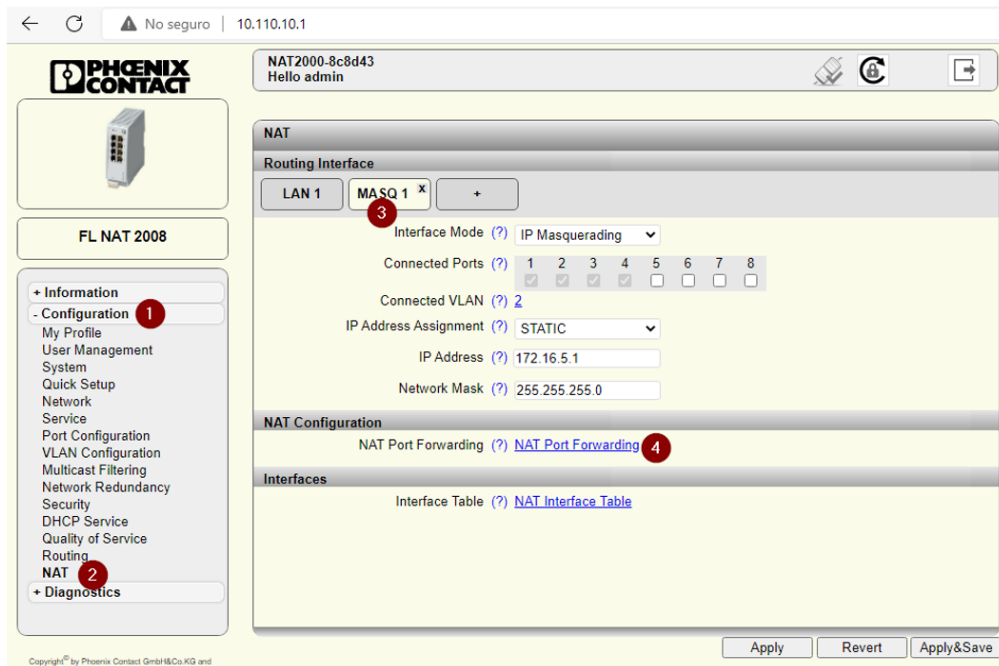 No seguro | 10.110.10.1
PHŒNIX
CONTACT
FL NAT 2008
+ Information
- Configuration 1
My Profile
User Management
System
Quick Setup
Network
Service
Port Configuration
VLAN Configuration
Multicast Filtering
Network Redundancy
Security
DHCP Service
Quality of Service
Routing
NAT 2
+ Diagnostics
Copyright© by Phoenix Contact GmbH&Co.KG and
NAT2000-8c8d43
Hello admin
NAT
Routing Interface
LAN 1 MASQ 1 x +
3
Interface Mode (?) IP Masquerading
Connected Ports (?) 1 2 3 4 5 6 7 8
Connected VLAN (?) 2
IP Address Assignment (?) STATIC
IP Address (?) 172.16.5.1
Network Mask (?) 255.255.255.0
NAT Configuration
NAT Port Forwarding (?) NAT Port Forwarding 4
Interfaces
Interface Table (?) NAT Interface Table
Apply Revert Apply&Save